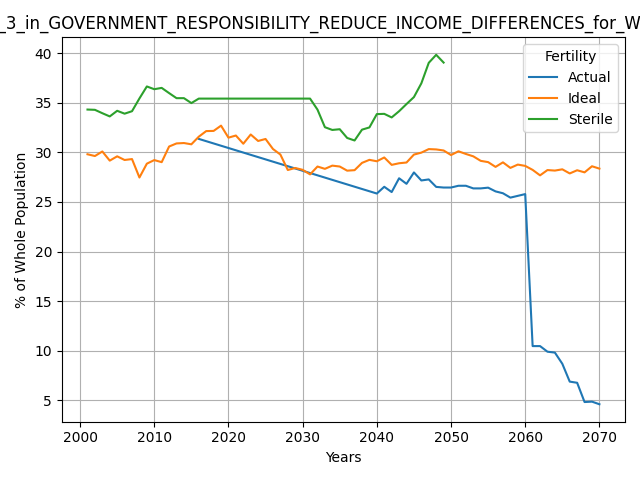 _3_in_GOVERNMENT_RESPONSIBILITY_REDUCE_INCOME_DIFFERENCES_for_W
Fertility
Actual
Ideal
Sterile
% of Whole Population
40
35
30
25
20
15
10
5
2000 2010 2020 2030 2040 2050 2060 2070
Years